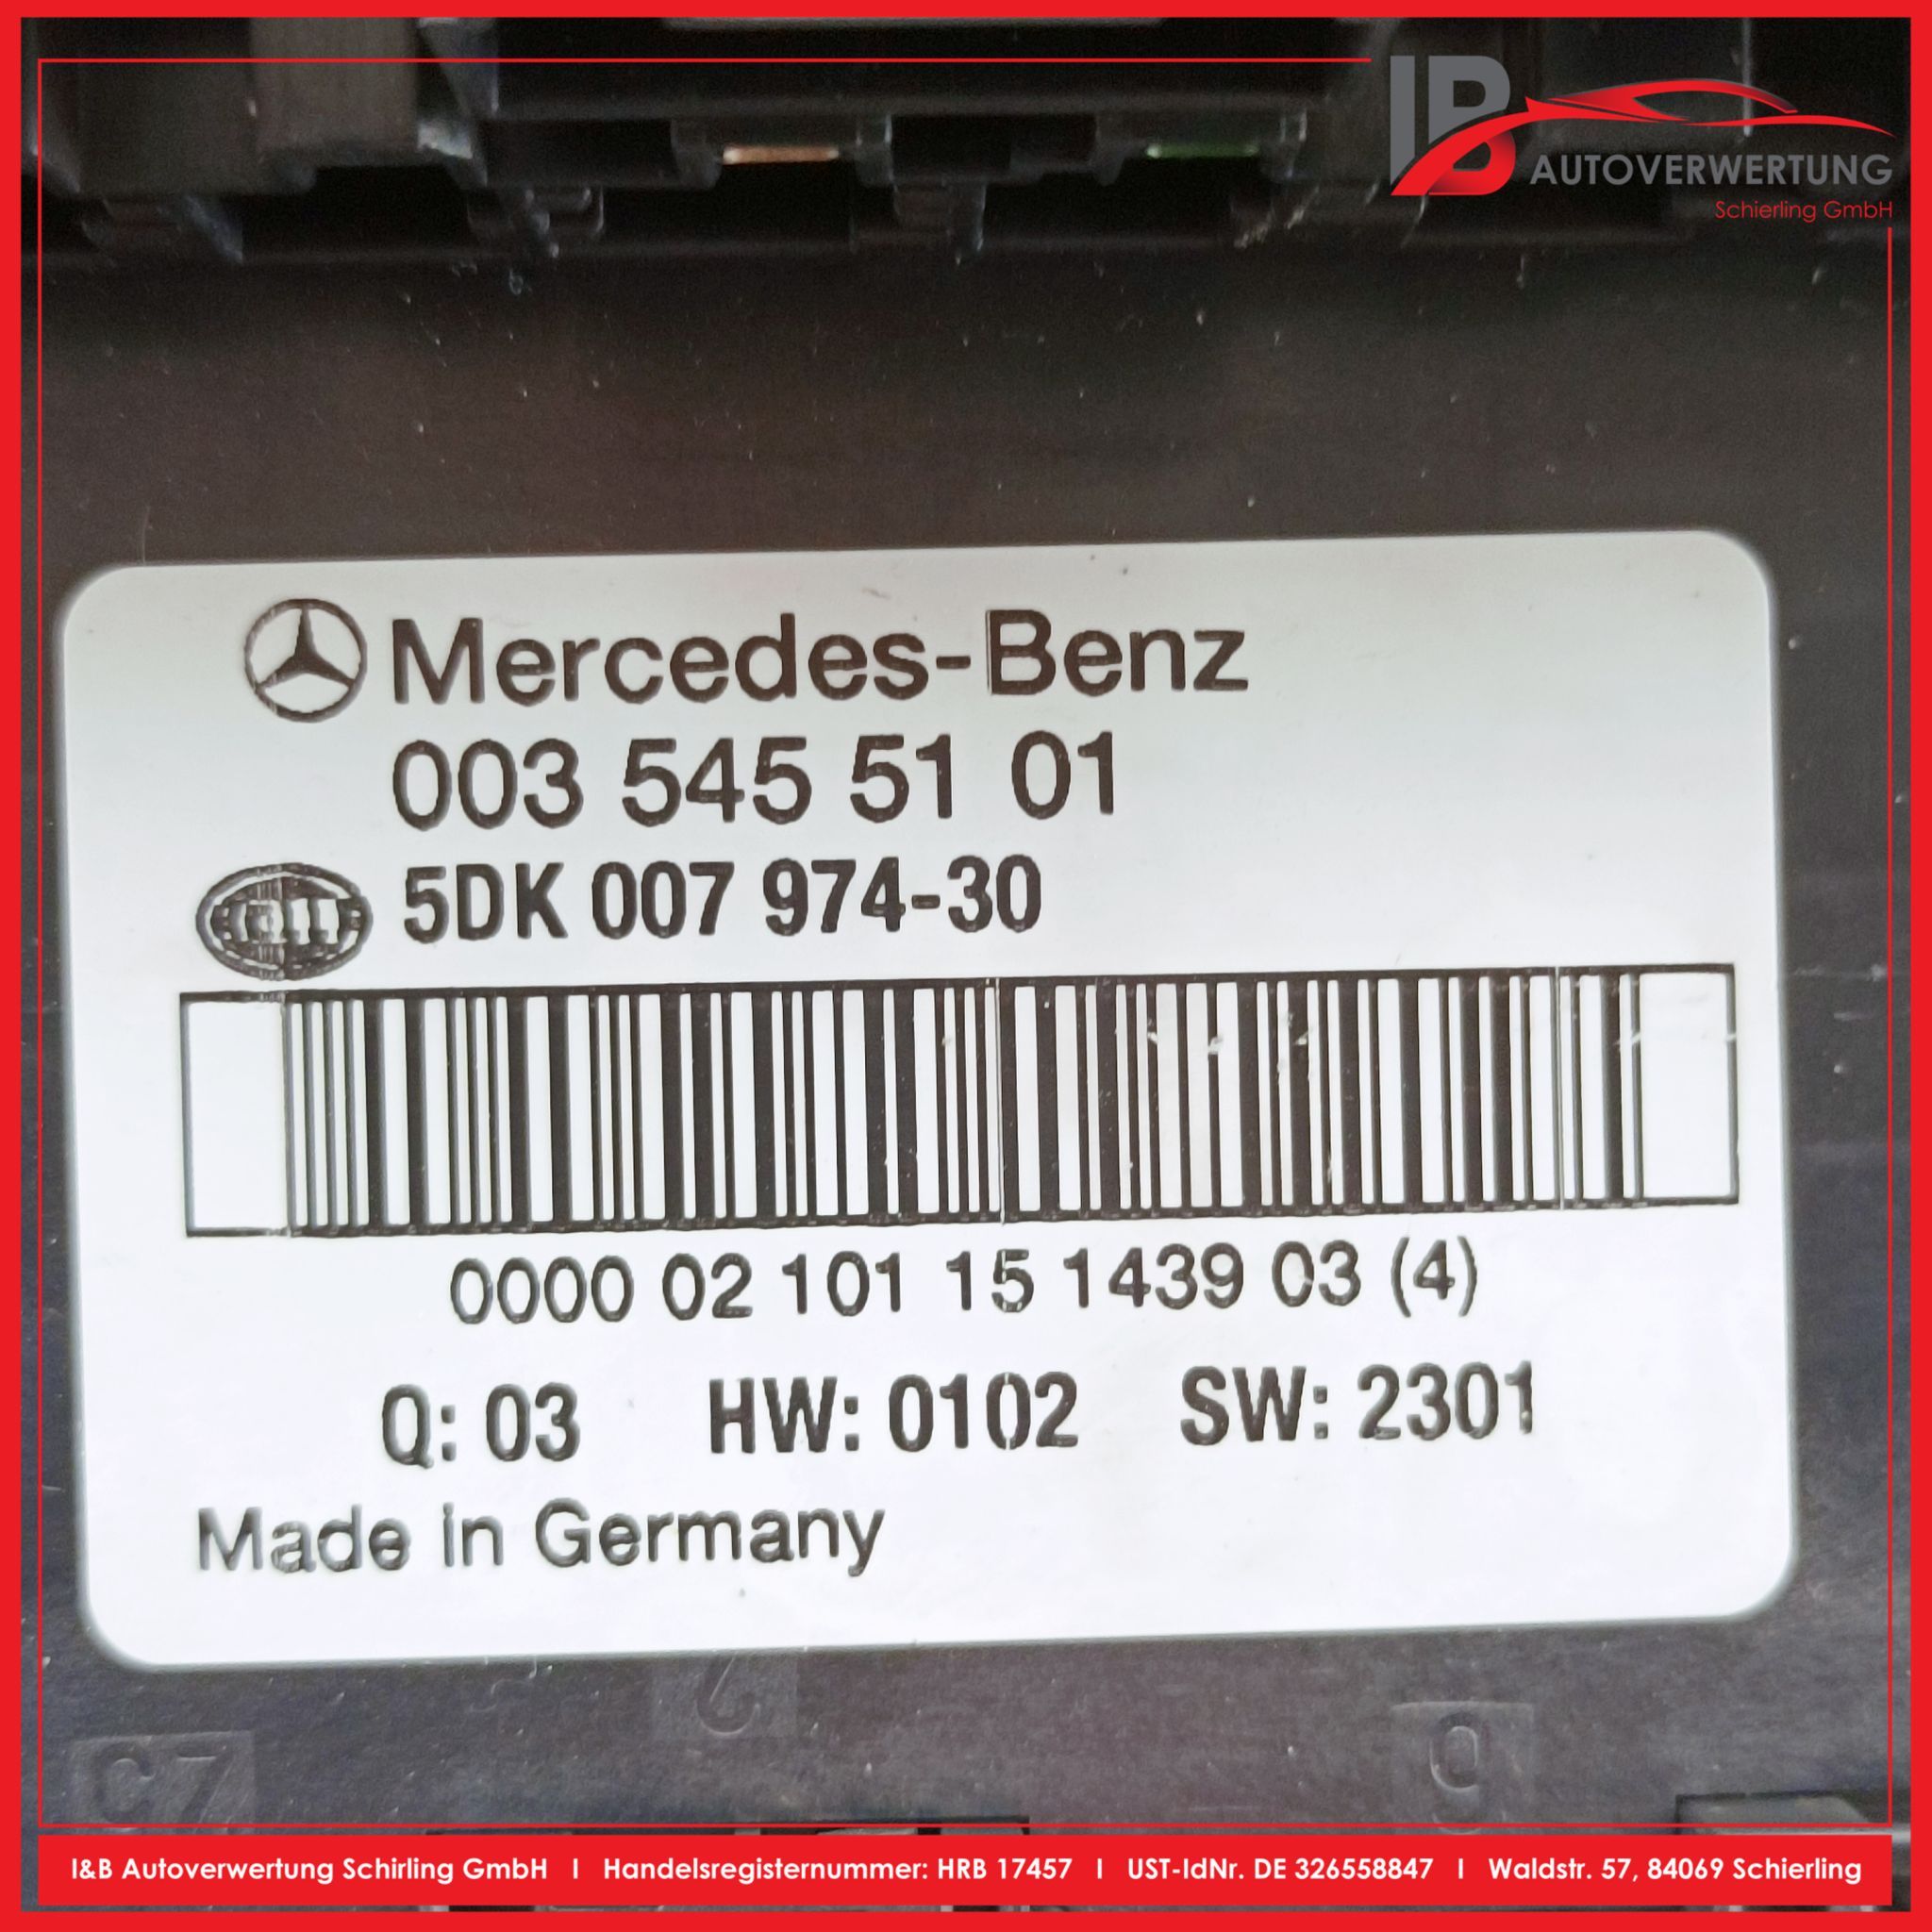 IB
AUTOVERWERTUNG
Schierling GmbH
Mercedes-Benz
003 545 51 01
5DK 007 974-30
0000 02 101 15 1439 03 (4)
Q: 03 HW: 0102 SW: 2301
Made in Germany
C7
I&B Autoverwertung Schirling GmbH I Handelsregisternummer: HRB 17457 I UST-IdNr. DE 326558847 I Waldstr. 57, 84069 Schierling